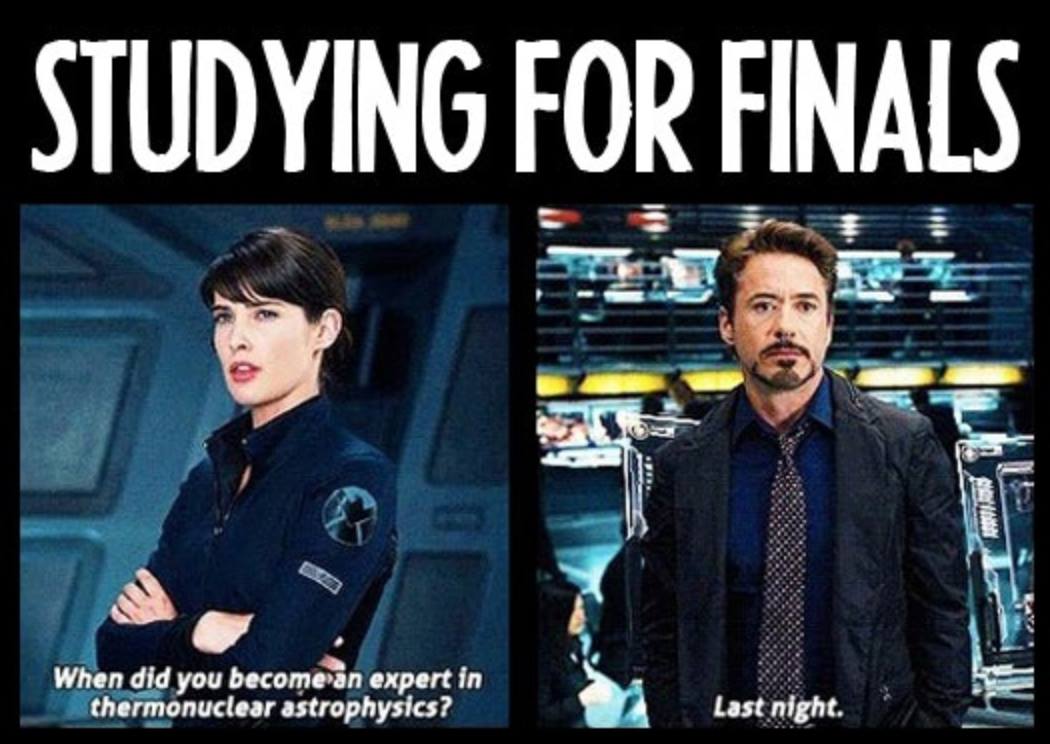 STUDYING FOR FINALS
When did you become an expert in
thermonuclear astrophysics?
Last night.